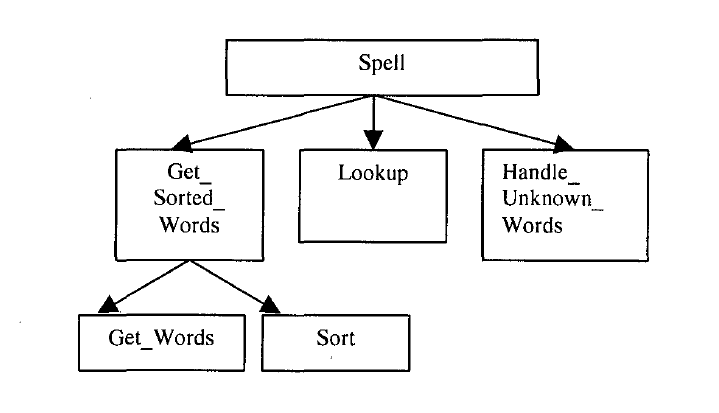 Spell
Get_
Sorted_
Words
Lookup
Handle_
Unknown_
Words
Get_Words
Sort